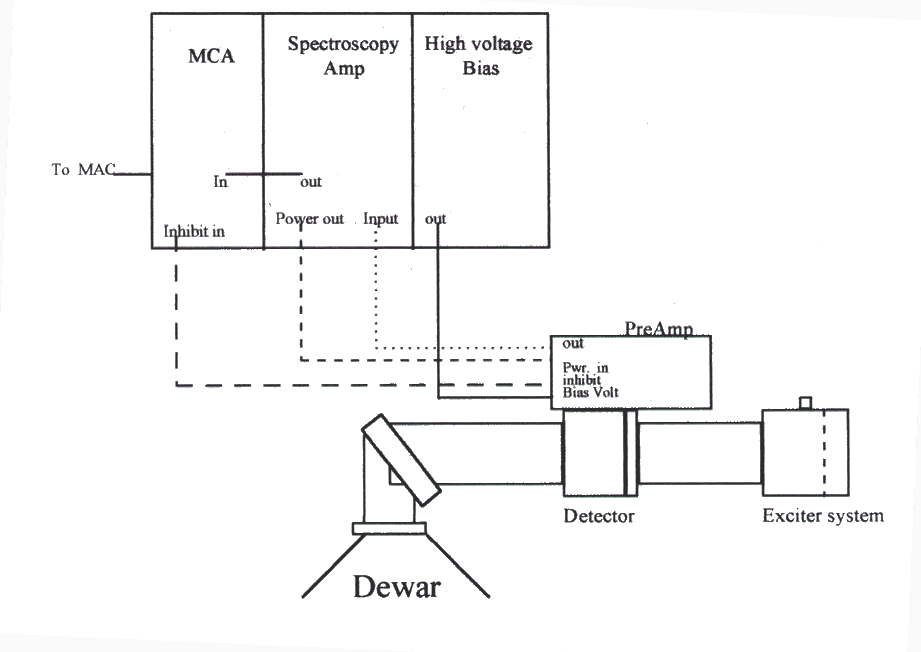 MCA
Spectroscopy
Amp
High voltage
Bias
To MAC
In
out
Inhibit in
Power out
Input
out
PreAmp
out
Pwr. in
inhibit
Bias Volt
Detector
Exciter system
Dewar